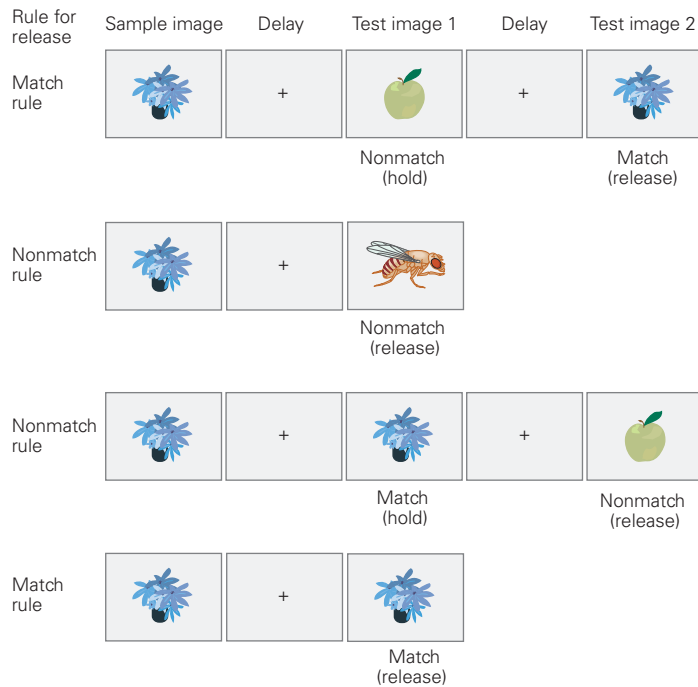 Rule for
release
Sample image
Delay
Test image 1
Delay
Test image 2
Match
rule
+
+
Nonmatch
(hold)
Match
(release)
Nonmatch
rule
+
Nonmatch
(release)
Nonmatch
rule
+
+
Match
(hold)
Nonmatch
(release)
Match
rule
+
Match
(release)